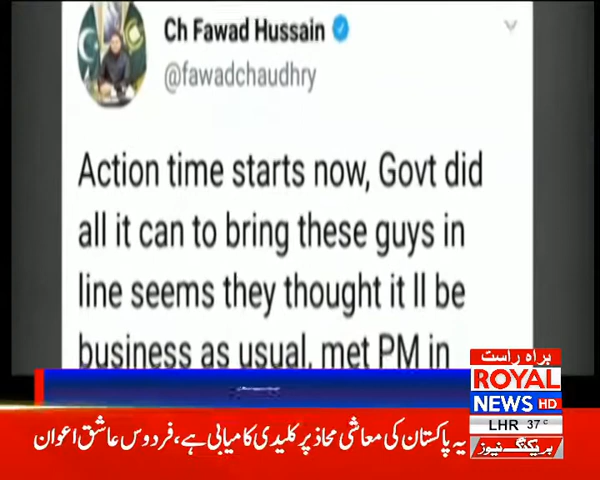 Ch Fawad Hussain
@fawadchaudhry
Action time starts now, Govt did
all it can to bring these guys in
line seems they thought it ll be
business as usual, met PM in
براہ راست
ROYAL
NEWS HD
LHR 37°C
بریکنگ نیوز
یہ پاکستان کی معاشی محاذ پر کلیدی کامیابی ہے، فردوس عاشق اعوان